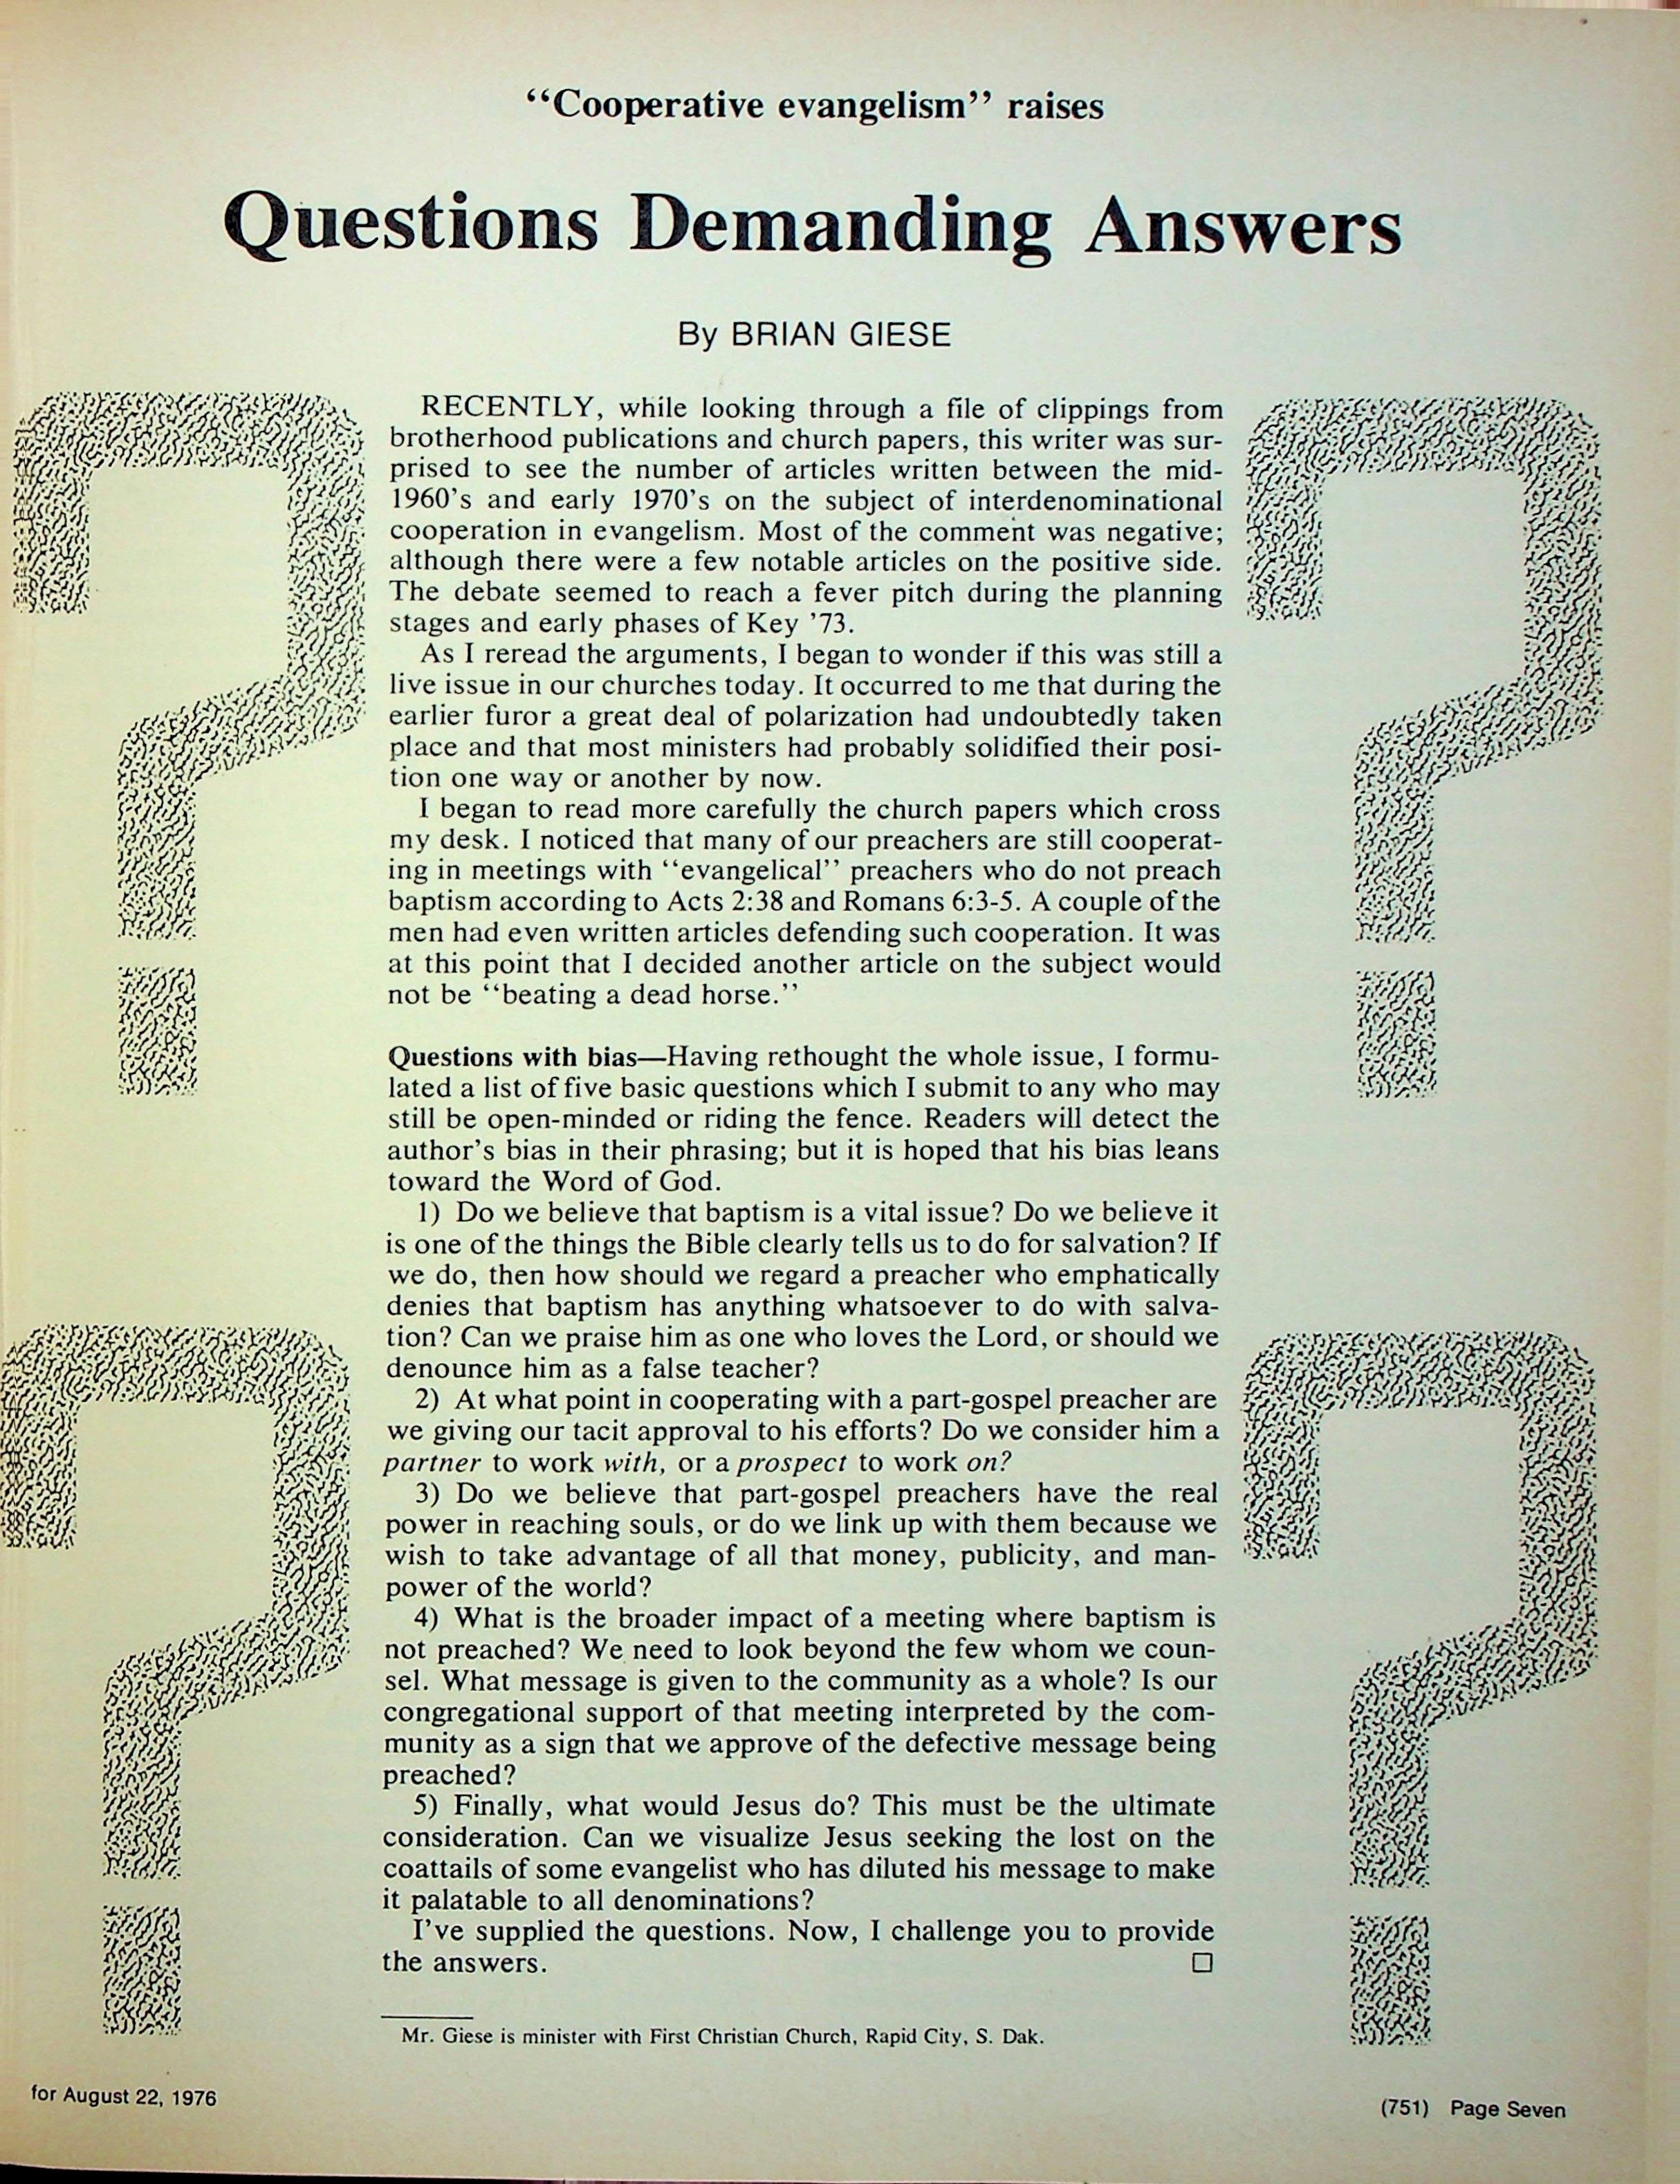 ‘‘Cooperative evangelism’’ raises
Questions Demanding Answers
By BRIAN GIESE
RECENTLY, while looking through a file of clippings from
brotherhood publications and church papers, this writer was sur-
prised to see the number of articles written between the mid-
1960’s and early 1970’s on the subject of interdenominational
cooperation in evangelism. Most of the comment was negative;
although there were a few notable articles on the positive side.
The debate seemed to reach a fever pitch during the planning
stages and early phases of Key ’73.
As I reread the arguments, I began to wonder if this was still a
live issue in our churches today. It occurred to me that during the
earlier furor a great deal of polarization had undoubtedly taken
place and that most ministers had probably solidified their posi-
tion one way or another by now.
I began to read more carefully the church papers which cross
my desk. I noticed that many of our preachers are still cooperat-
ing in meetings with ‘‘evangelical’’ preachers who do not preach
baptism according to Acts 2:38 and Romans 6:3-5. A couple of the
men had even written articles defending such cooperation. It was
at this point that I decided another article on the subject would
not be ‘‘beating a dead horse.’’
Questions with bias—Having rethought the whole issue, I formu-
lated a list of five basic questions which I submit to any who may
still be open-minded or riding the fence. Readers will detect the
author’s bias in their phrasing; but it is hoped that his bias leans
toward the Word of God.
1) Do we believe that baptism is a vital issue? Do we believe it
is one of the things the Bible clearly tells us to do for salvation? If
we do, then how should we regard a preacher who emphatically
denies that baptism has anything whatsoever to do with salva-
tion? Can we praise him as one who loves the Lord, or should we
denounce him as a false teacher?
2) At what point in cooperating with a part-gospel preacher are
we giving our tacit approval to his efforts? Do we consider him a
partner to work with, or a prospect to work on?
3) Do we believe that part-gospel preachers have the real
power in reaching souls, or do we link up with them because we
wish to take advantage of all that money, publicity, and man-
power of the world?
4) What is the broader impact of a meeting where baptism is
not preached? We need to look beyond the few whom we coun-
sel. What message is given to the community as a whole? Is our
congregational support of that meeting interpreted by the com-
munity as a sign that we approve of the defective message being
preached?
5) Finally, what would Jesus do? This must be the ultimate
consideration. Can we visualize Jesus seeking the lost on the
coattails of some evangelist who has diluted his message to make
it palatable to all denominations?
I’ve supplied the questions. Now, I challenge you to provide
the answers. □
Mr. Giese is minister with First Christian Church, Rapid City, S. Dak.
for August 22, 1976
(751) Page Seven